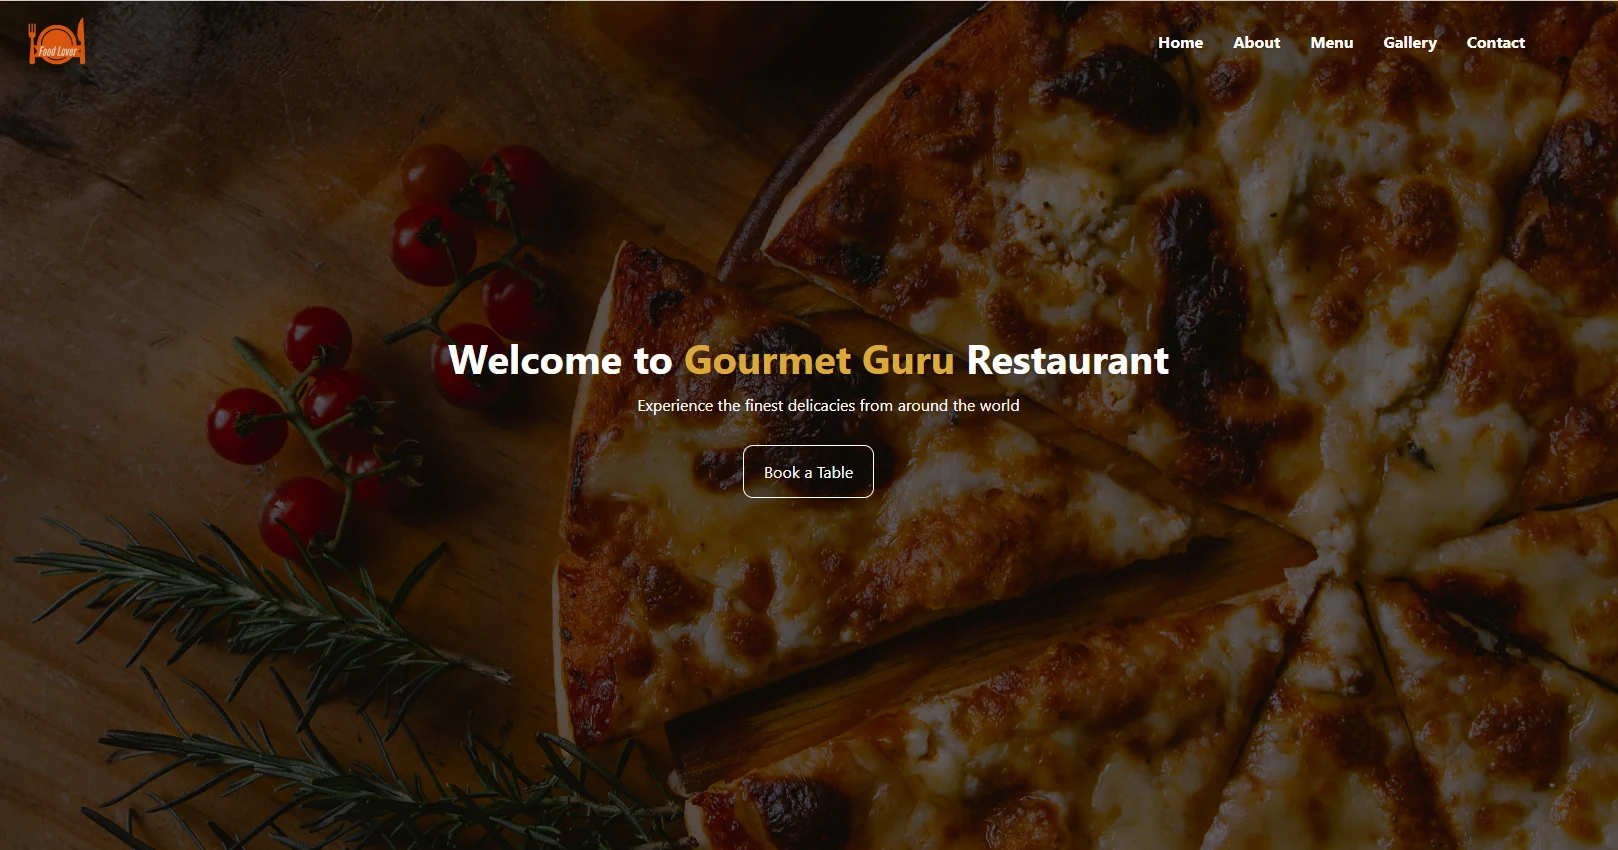 Food Lover
Home About Menu Gallery Contact
Welcome to Gourmet Guru Restaurant
Experience the finest delicacies from around the world
Book a Table